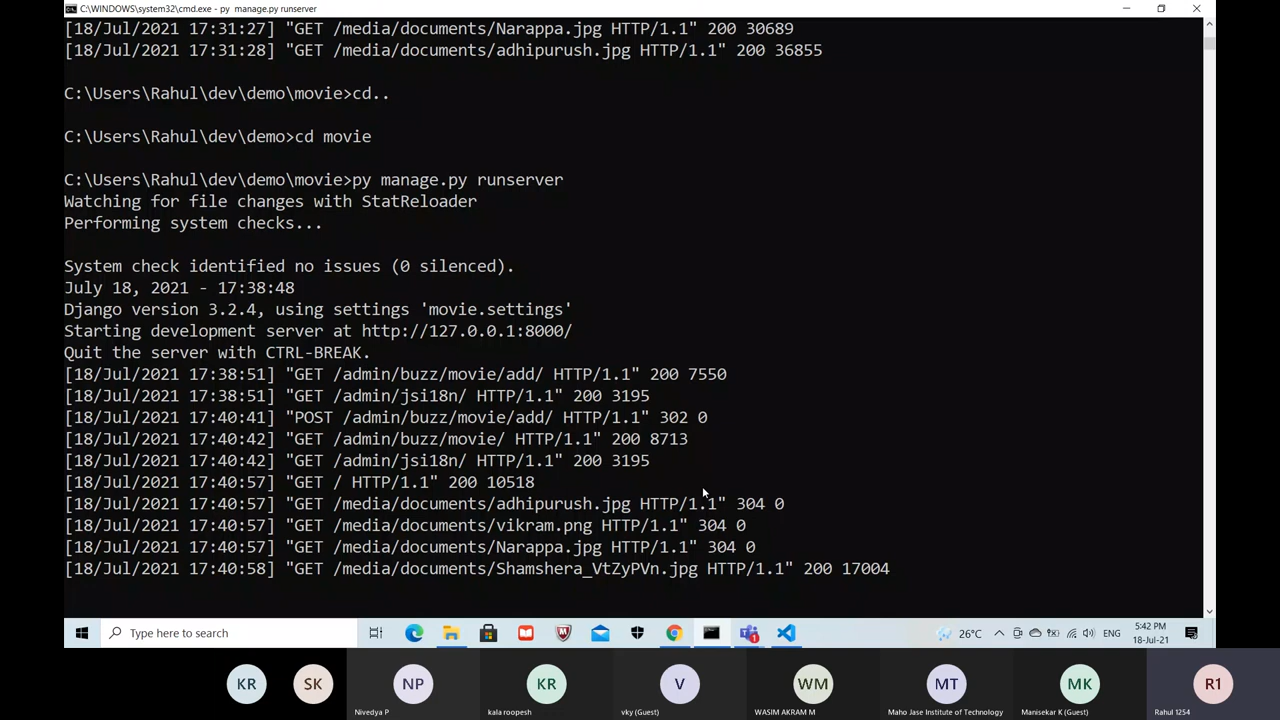 C:\WINDOWS\system32\cmd.exe - py manage.py runserver
[18/Jul/2021 17:31:27] "GET /media/documents/Narappa.jpg HTTP/1.1" 200 30689
[18/Jul/2021 17:31:28] "GET /media/documents/adhipurush.jpg HTTP/1.1" 200 36855
C:\Users\Rahul\dev\demo\movie>cd..
C:\Users\Rahul\dev\demo>cd movie
C:\Users\Rahul\dev\demo\movie>py manage.py runserver
Watching for file changes with StatReloader
Performing system checks...
System check identified no issues (0 silenced).
July 18, 2021 - 17:38:48
Django version 3.2.4, using settings 'movie.settings'
Starting development server at http://127.0.0.1:8000/
Quit the server with CTRL-BREAK.
[18/Jul/2021 17:38:51] "GET /admin/buzz/movie/add/ HTTP/1.1" 200 7550
[18/Jul/2021 17:38:51] "GET /admin/jsi18n/ HTTP/1.1" 200 3195
[18/Jul/2021 17:40:41] "POST /admin/buzz/movie/add/ HTTP/1.1" 302 0
[18/Jul/2021 17:40:42] "GET /admin/buzz/movie/ HTTP/1.1" 200 8713
[18/Jul/2021 17:40:42] "GET /admin/jsi18n/ HTTP/1.1" 200 3195
[18/Jul/2021 17:40:57] "GET / HTTP/1.1" 200 10518
[18/Jul/2021 17:40:57] "GET /media/documents/adhipurush.jpg HTTP/1.1" 304 0
[18/Jul/2021 17:40:57] "GET /media/documents/vikram.png HTTP/1.1" 304 0
[18/Jul/2021 17:40:57] "GET /media/documents/Narappa.jpg HTTP/1.1" 304 0
[18/Jul/2021 17:40:58] "GET /media/documents/Shamshera_VtZyPVn.jpg HTTP/1.1" 200 17004
Type here to search
1
26°C
ENG
5:42 PM
18-Jul-21
KR
SK
NP
KR
V
WM
MT
MK
R1
Nivedya P
kala roopesh
vky (Guest)
WASIM AKRAM M
Maho Jase Institute of Technology
Manisekar K (Guest)
Rahul 1254